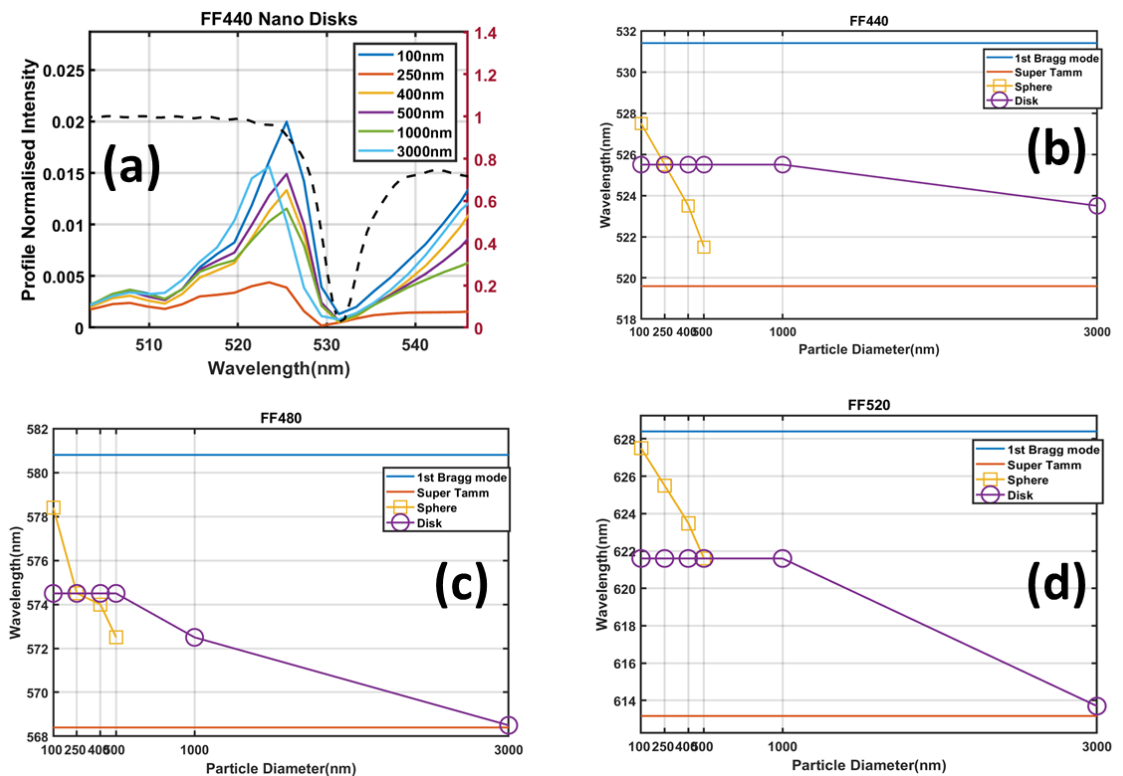 FF440 Nano Disks
Profile Normalised Intensity
0.025
0.02
0.015
0.01
0.005
0
1.4
1.2
1
0.8
0.6
0.4
0.2
0
100nm
250nm
400nm
500nm
1000nm
3000nm
(a)
510
520
530
540
Wavelength(nm)
FF440
Wavelength(nm)
532
530
528
526
524
522
520
518
1st Bragg mode
Super Tamm
Sphere
Disk
(b)
100 250 400 500 1000 3000
Particle Diameter(nm)
FF480
Wavelength(nm)
582
580
578
576
574
572
570
568
1st Bragg mode
Super Tamm
Sphere
Disk
(c)
100 250 400 500 1000 3000
Particle Diameter(nm)
FF520
Wavelength(nm)
628
626
624
622
620
618
616
614
1st Bragg mode
Super Tamm
Sphere
Disk
(d)
100 250 400 500 1000 3000
Particle Diameter(nm)